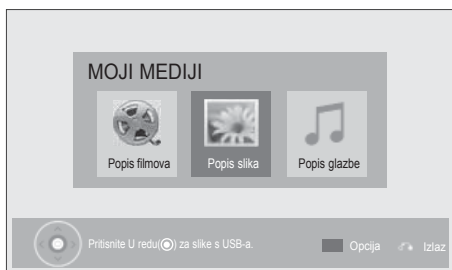 MOJI MEDIJI
Popis filmova
Popis slika
Popis glazbe
Pritisnite U redu(◉) za slike s USB-a.
Opcija
Izlaz